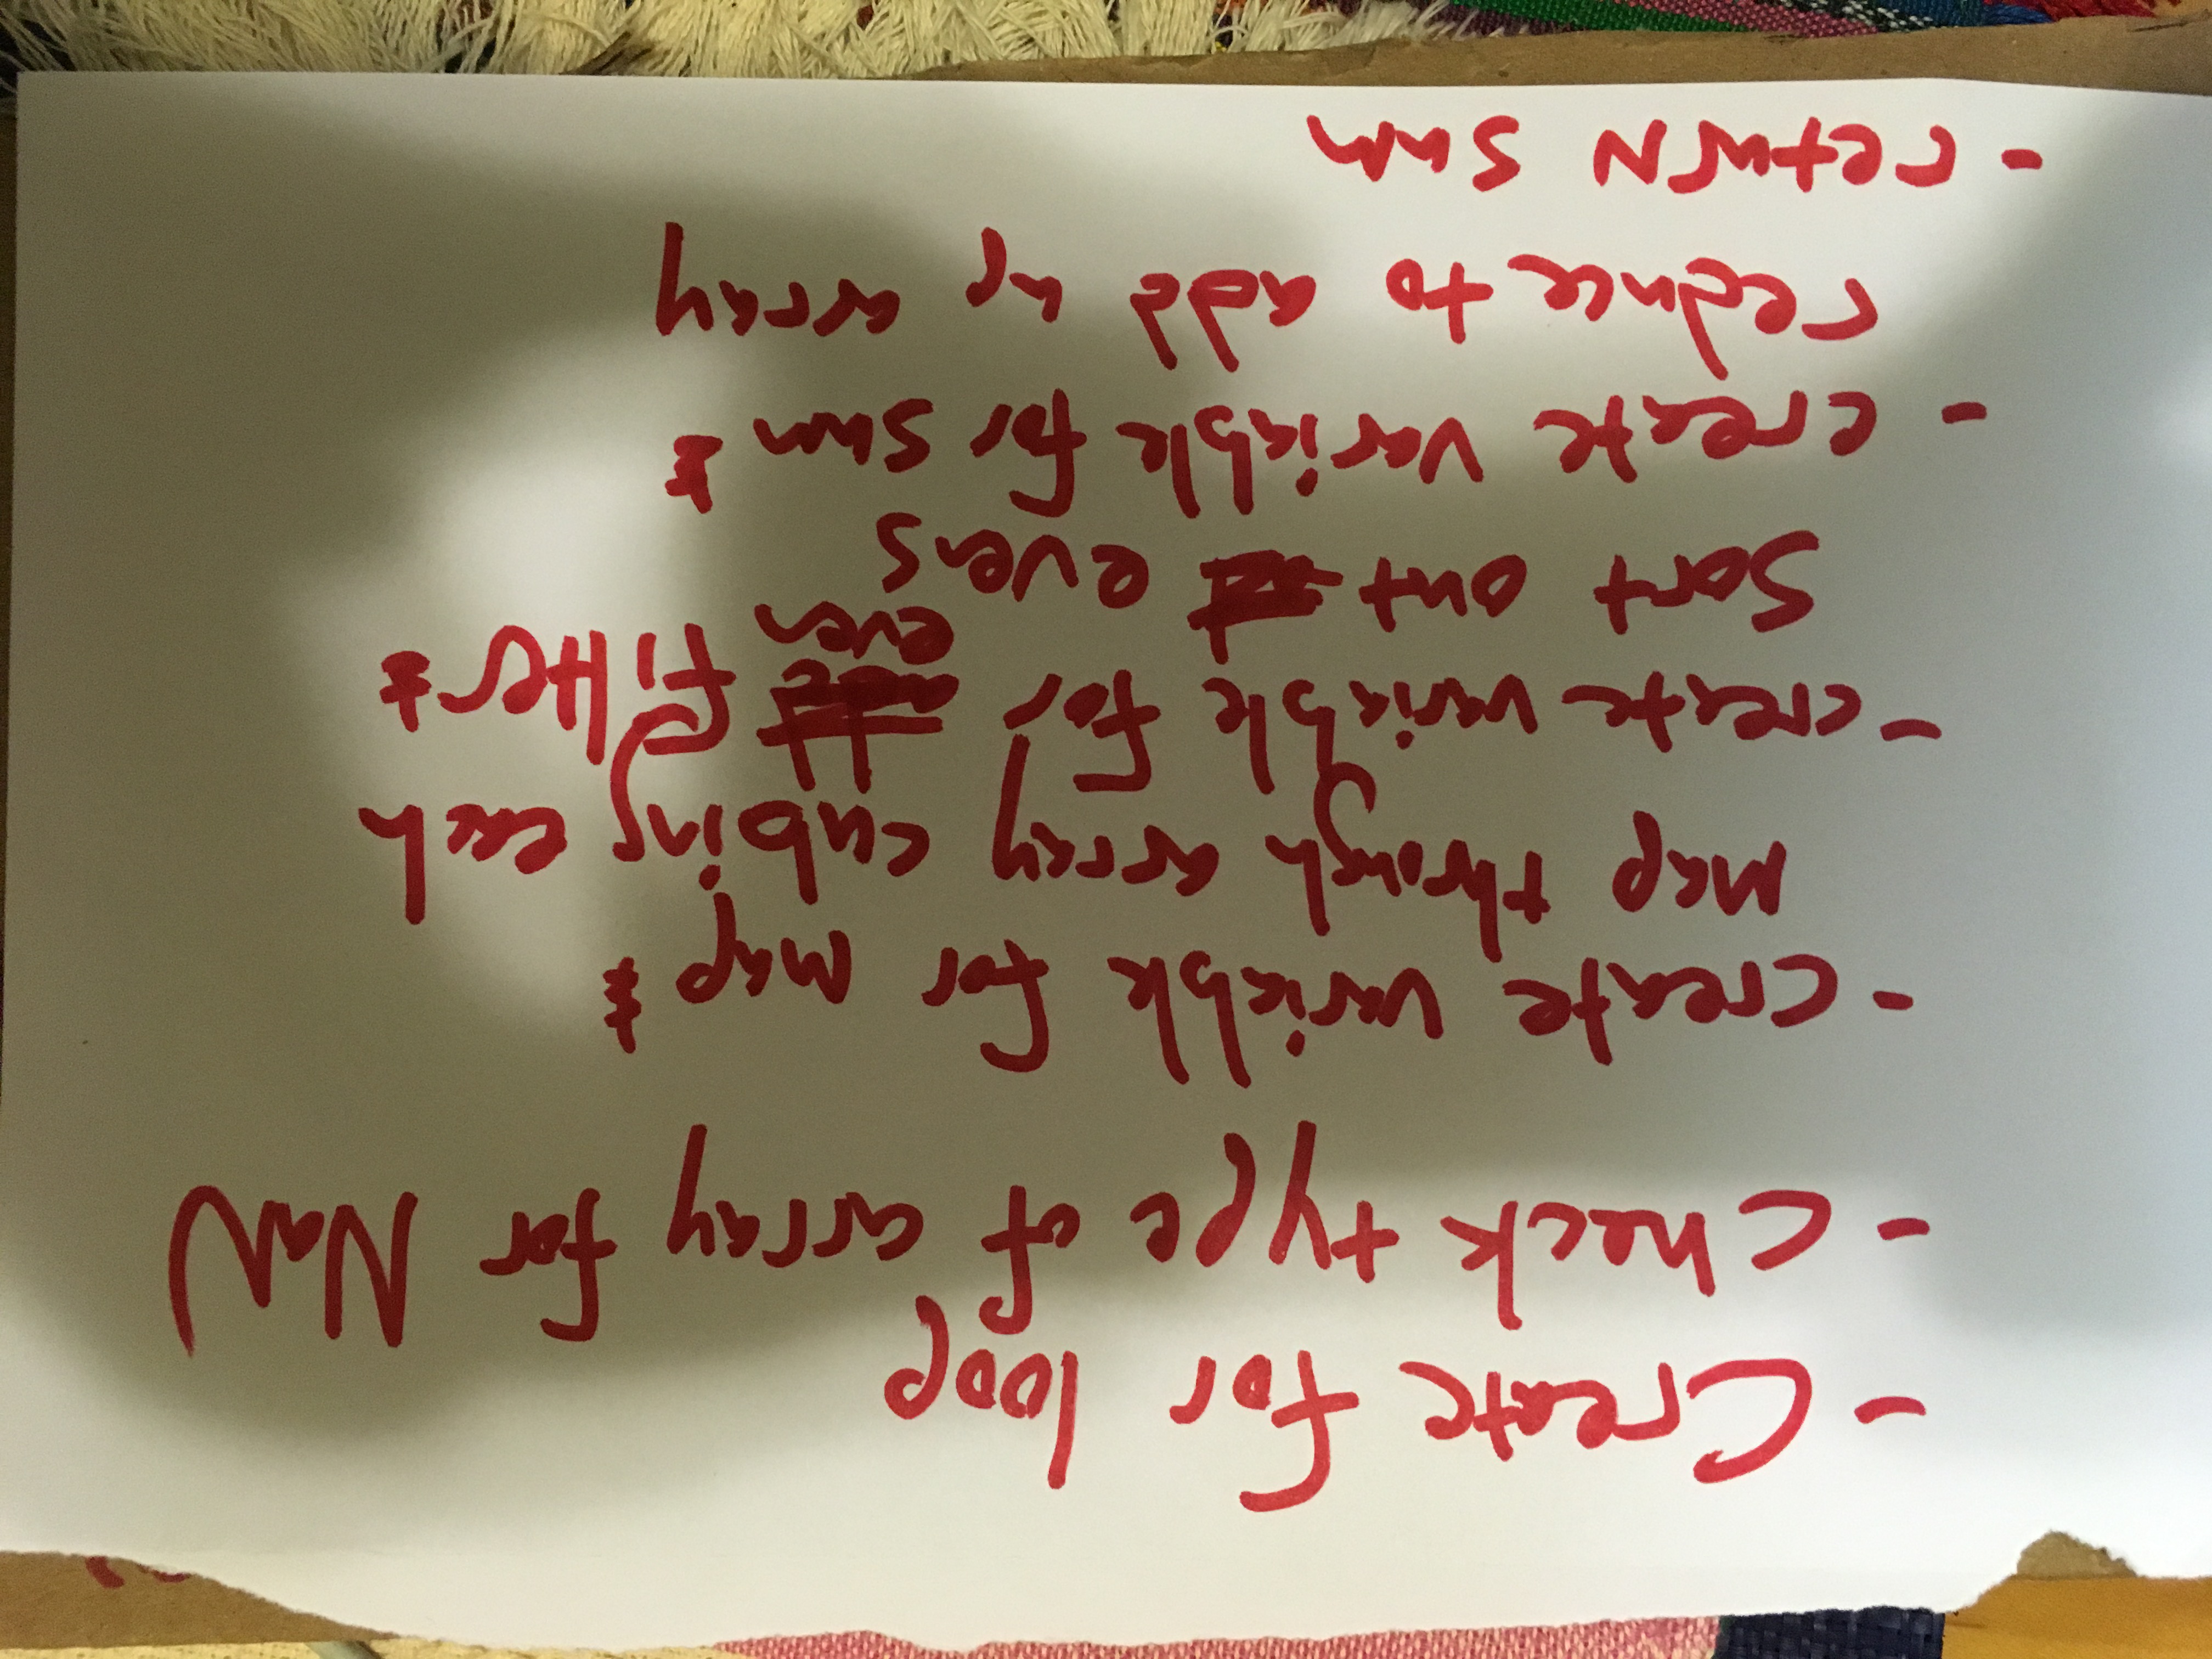 - Create for loop
- Check type of array for NaN
- create variable for map &
map through array cubing each
- create variable for even filter &
Sort out evens
- create variable for sum &
reduce to add up array
- return sum